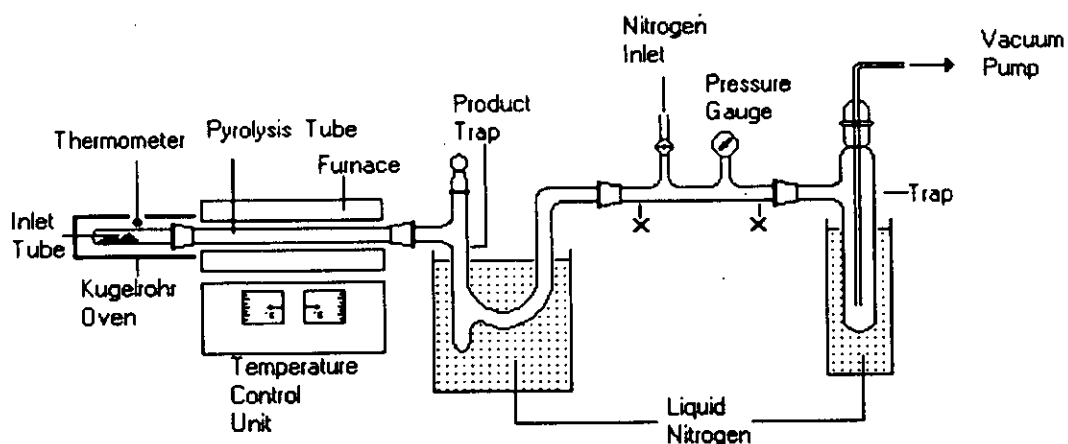 Nitrogen
Inlet
Vacuum
Pump
Pressure
Gauge
Product
Trap
Thermometer
Pyrolysis Tube
Furnace
Trap
Inlet
Tube
Kugelrohr
Oven
Temperature
Control
Unit
Liquid
Nitrogen